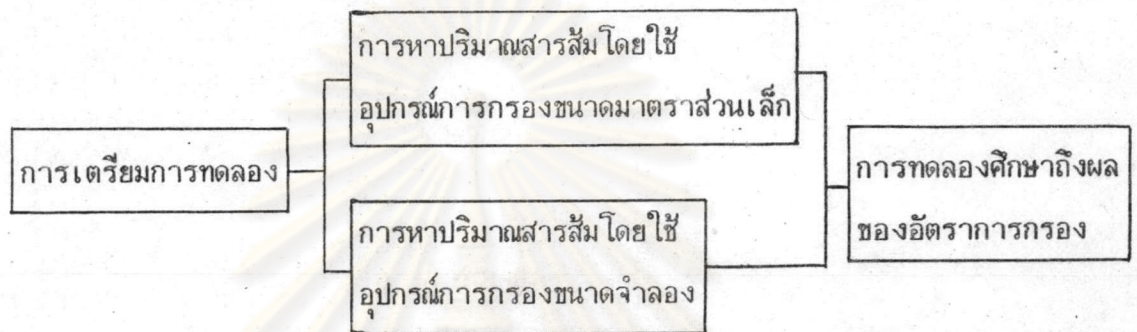 การเตรียมการทดลอง
การหาปริมาณสารส้มโดยใช้
อุปกรณ์การกรองขนาดมาตราส่วนเล็ก
การหาปริมาณสารส้มโดยใช้
อุปกรณ์การกรองขนาดจำลอง
การทดลองศึกษาถึงผล
ของอัตราการกรอง